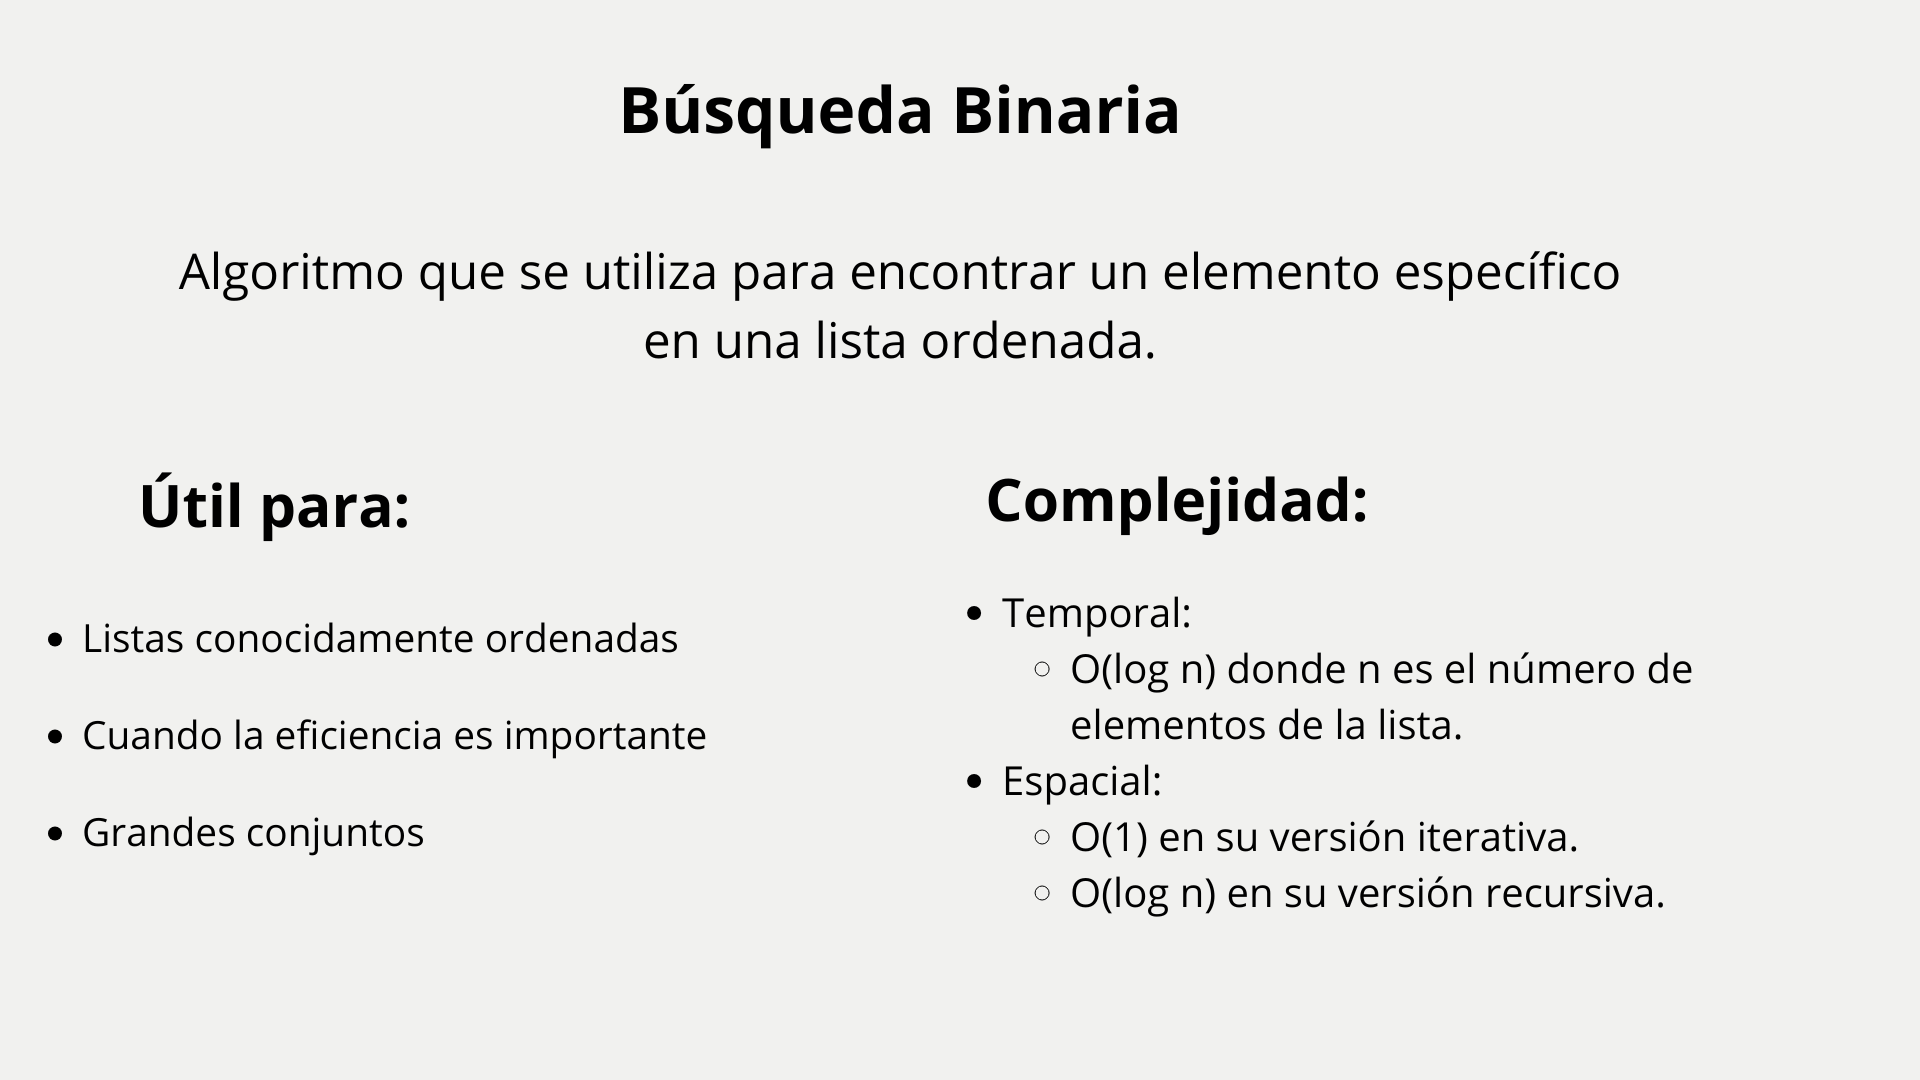 Búsqueda Binaria
Algoritmo que se utiliza para encontrar un elemento específico
en una lista ordenada.
Útil para:
• Listas conocidamente ordenadas
• Cuando la eficiencia es importante
• Grandes conjuntos
Complejidad:
• Temporal:
○ O(log n) donde n es el número de
elementos de la lista.
• Espacial:
○ O(1) en su versión iterativa.
○ O(log n) en su versión recursiva.